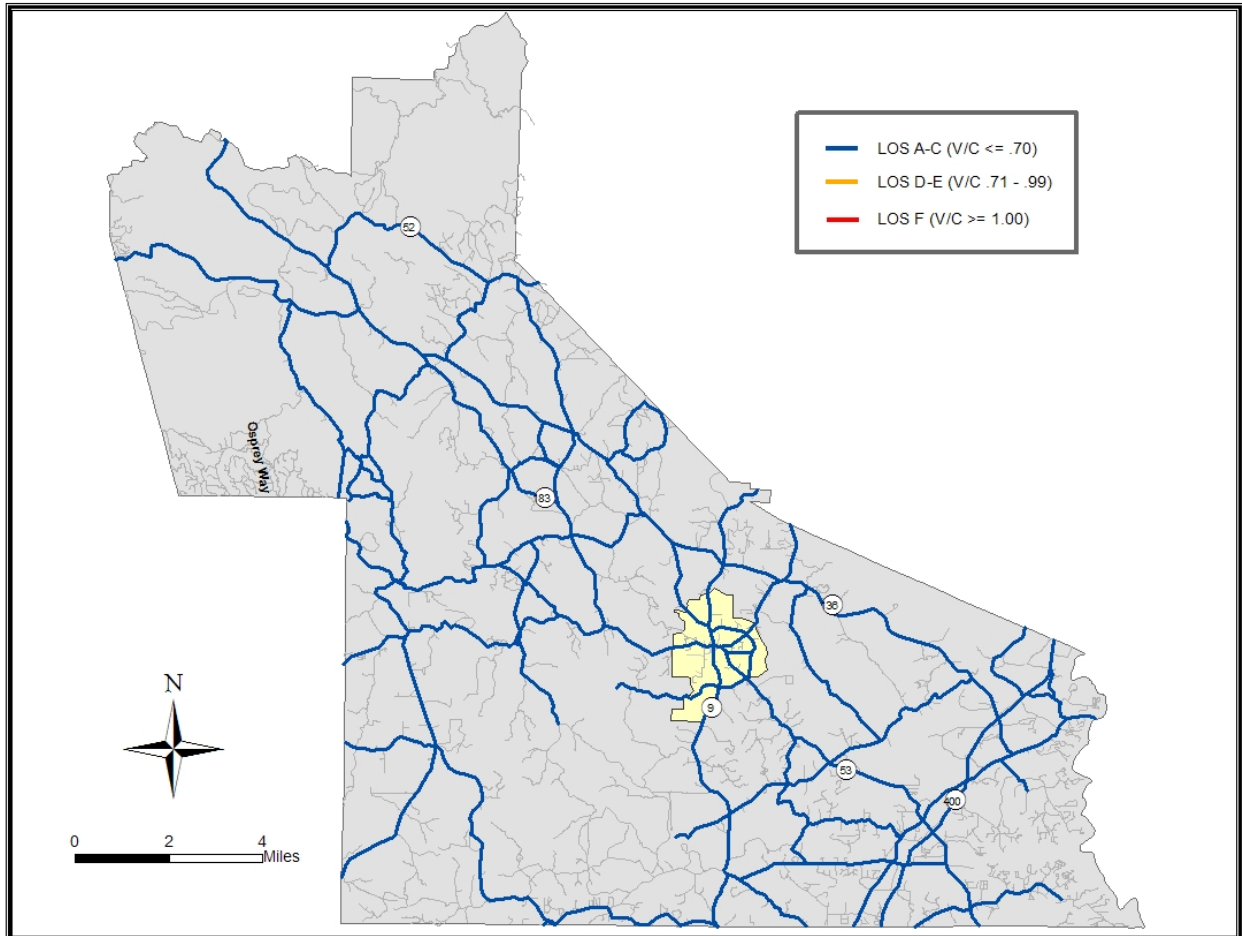 LOS A-C (V/C <= .70)
LOS D-E (V/C .71 - .99)
LOS F (V/C >= 1.00)
52
Osprey Way
83
36
N
9
53
400
0 2 4
Miles